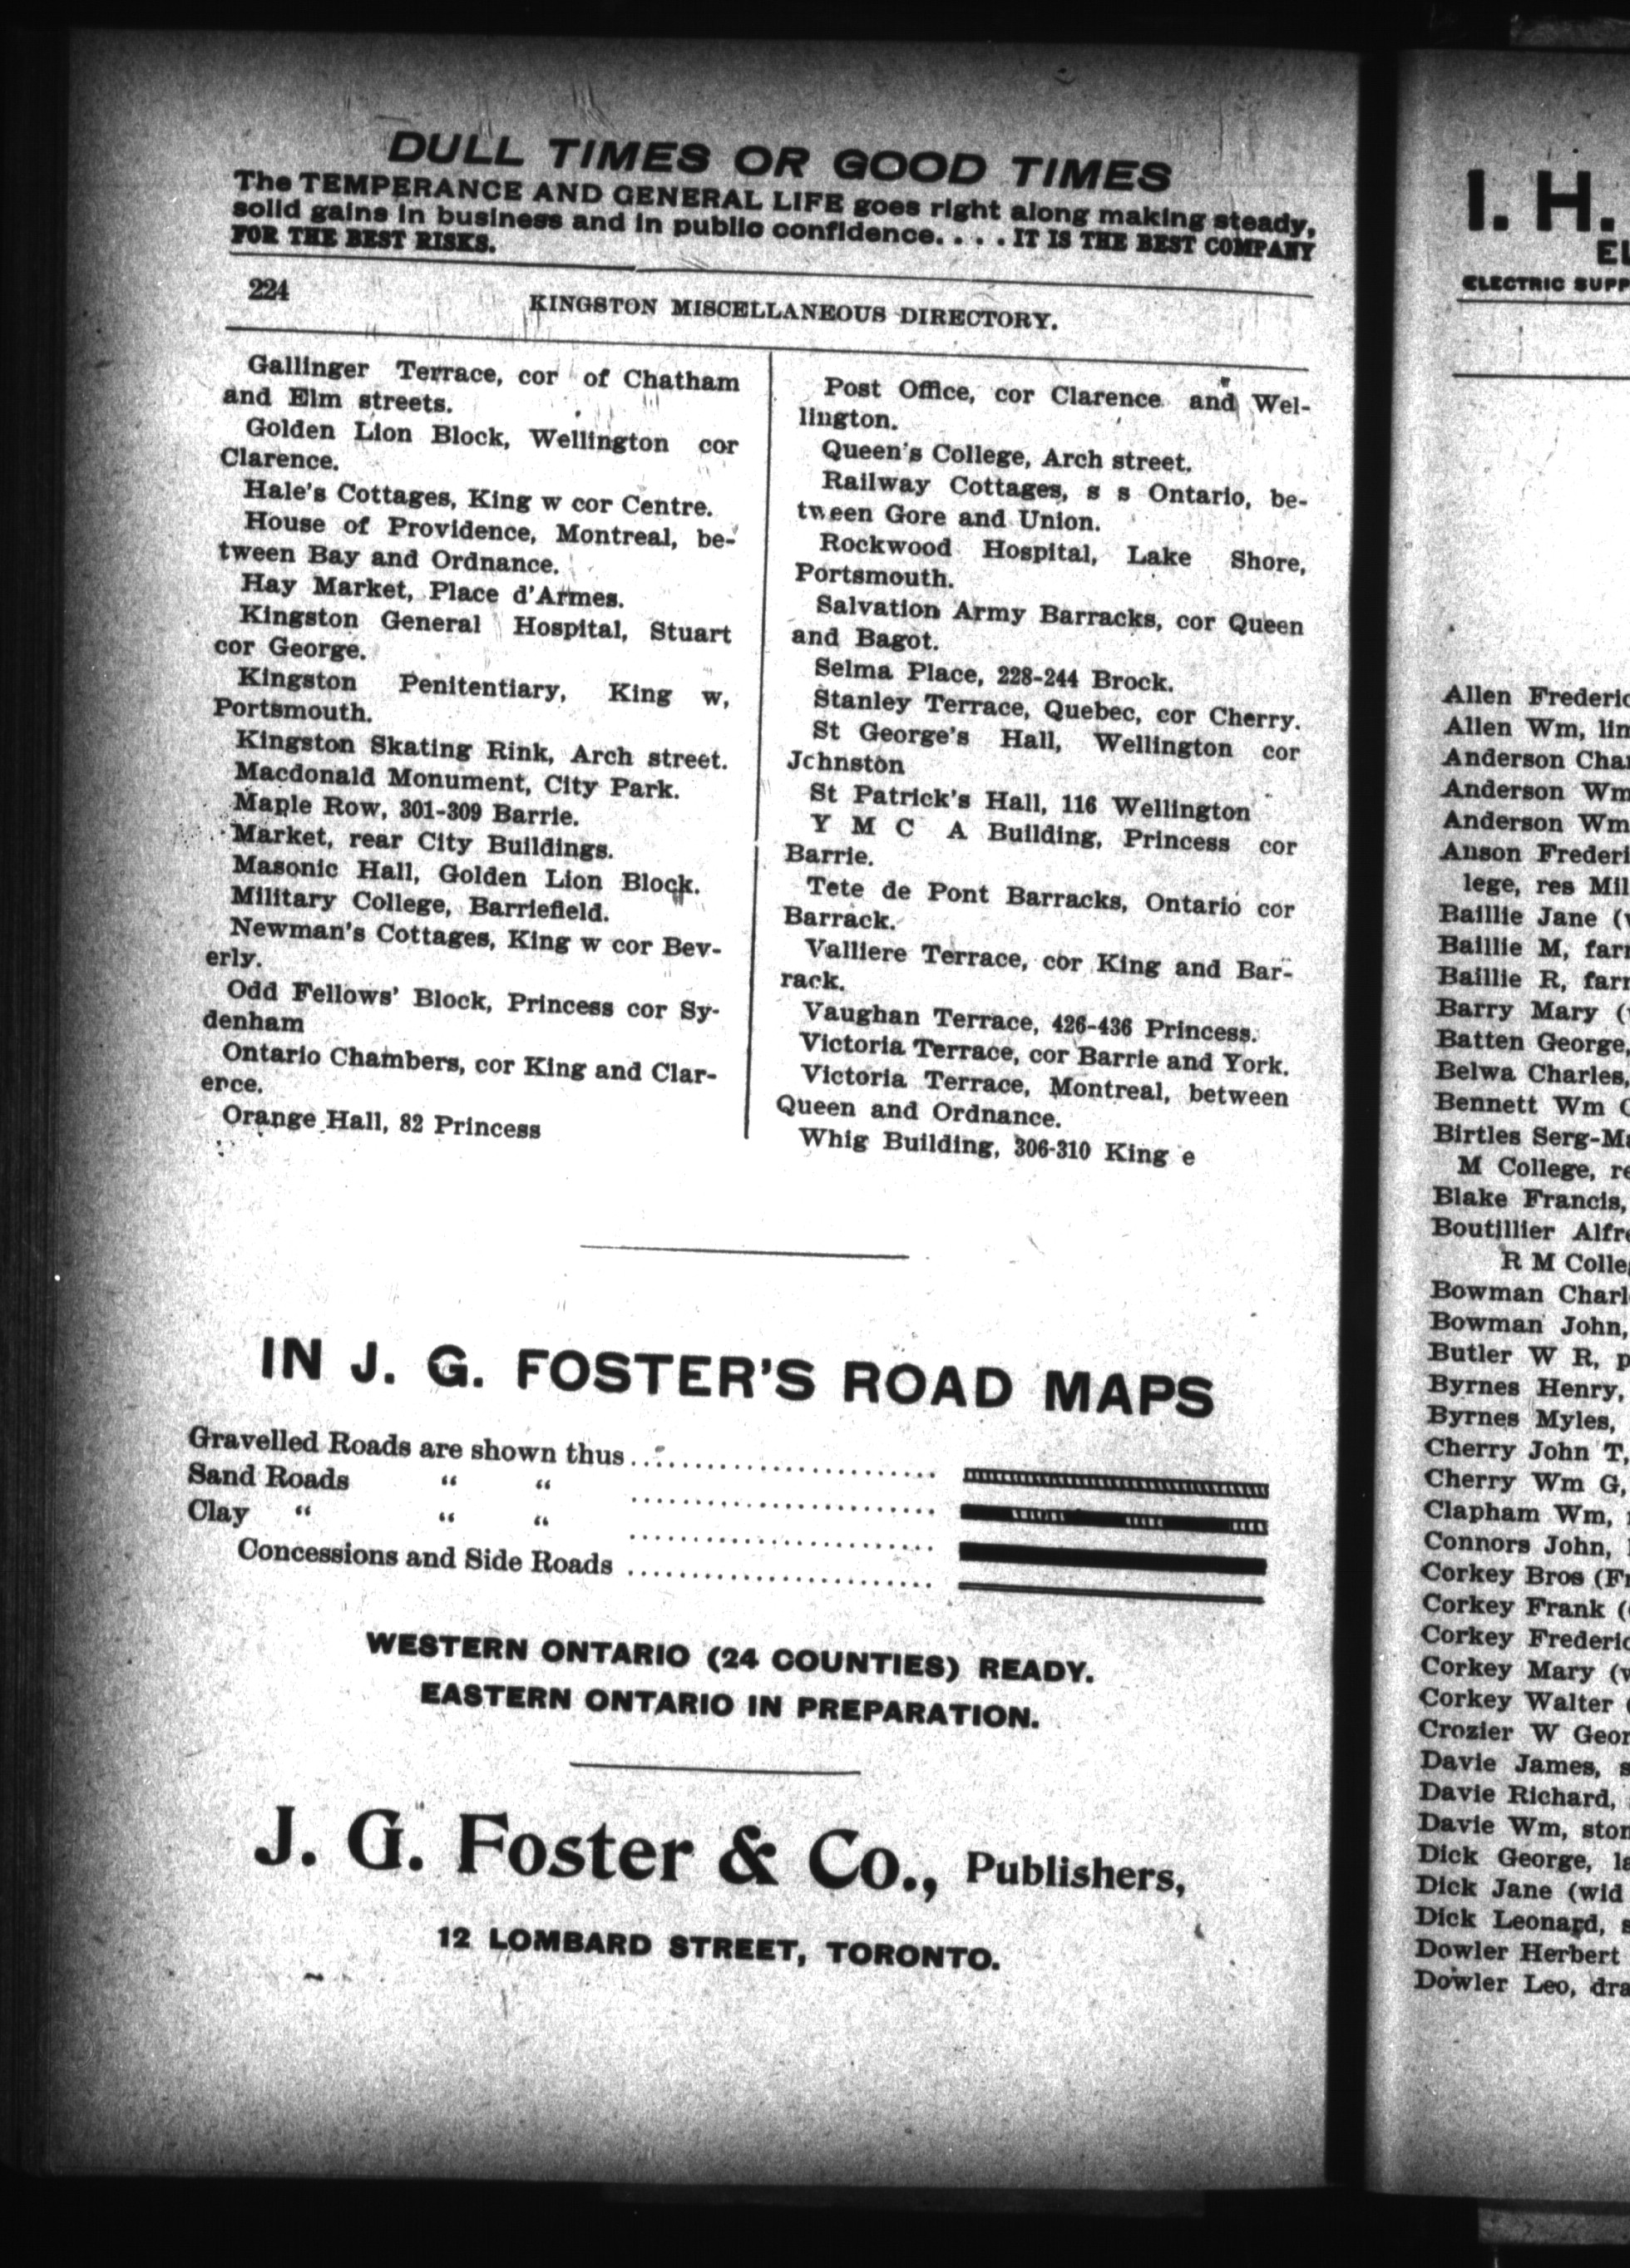 DULL TIMES OR GOOD TIMES
The TEMPERANCE AND GENERAL LIFE goes right along making steady,
solid gains in business and in public confidence. . . . IT IS THE BEST COMPANY
FOR THE BEST RISKS.
224
KINGSTON MISCELLANEOUS DIRECTORY.
Gallinger Terrace, cor of Chatham
and Elm streets.
Golden Lion Block, Wellington cor
Clarence.
Hale's Cottages, King w cor Centre.
House of Providence, Montreal, be-
tween Bay and Ordnance.
Hay Market, Place d'Armes.
Kingston General Hospital, Stuart
cor George.
Kingston Penitentiary, King w,
Portsmouth.
Kingston Skating Rink, Arch street.
Macdonald Monument, City Park.
Maple Row, 301-309 Barrie.
Market, rear City Buildings.
Masonic Hall, Golden Lion Block.
Military College, Barriefield.
Newman's Cottages, King w cor Bev-
erly.
Odd Fellows' Block, Princess cor Sy-
denham
Ontario Chambers, cor King and Clar-
ence.
Orange Hall, 82 Princess
Post Office, cor Clarence and Wel-
lington.
Queen's College, Arch street.
Railway Cottages, s s Ontario, be-
tween Gore and Union.
Rockwood Hospital, Lake Shore,
Portsmouth.
Salvation Army Barracks, cor Queen
and Bagot.
Selma Place, 228-244 Brock.
Stanley Terrace, Quebec, cor Cherry.
St George's Hall, Wellington cor
Jchnston
St Patrick's Hall, 116 Wellington
Y M C A Building, Princess cor
Barrie.
Tete de Pont Barracks, Ontario cor
Barrack.
Valliere Terrace, cor King and Bar-
rack.
Vaughan Terrace, 426-436 Princess.
Victoria Terrace, cor Barrie and York.
Victoria Terrace, Montreal, between
Queen and Ordnance.
Whig Building, 306-310 King e
IN J. G. FOSTER'S ROAD MAPS
Gravelled Roads are shown thus ........................
Sand Roads " " ........................
Clay " " " ........................
Concessions and Side Roads ........................
WESTERN ONTARIO (24 COUNTIES) READY.
EASTERN ONTARIO IN PREPARATION.
J. G. Foster & Co., Publishers,
12 LOMBARD STREET, TORONTO.
I. H.
ELECTRIC SUPP
Allen Frederic
Allen Wm, lin
Anderson Char
Anderson Wm
Anderson Wm
Anson Frederi
lege, res Mil
Baillie Jane (w
Baillie M, farm
Baillie R, farm
Barry Mary (
Batten George,
Belwa Charles,
Bennett Wm
Birtles Serg-Ma
M College, re
Blake Francis,
Boutillier Alfre
R M Colleg
Bowman Charl
Bowman John,
Butler W R, p
Byrnes Henry,
Byrnes Myles,
Cherry John T,
Cherry Wm G,
Clapham Wm,
Connors John,
Corkey Bros (Fr
Corkey Frank (
Corkey Frederic
Corkey Mary (w
Corkey Walter (
Crozier W Geor
Davie James, s
Davie Richard,
Davie Wm, ston
Dick George, la
Dick Jane (wid
Dick Leonard, s
Dowler Herbert
Dowler Leo, dra